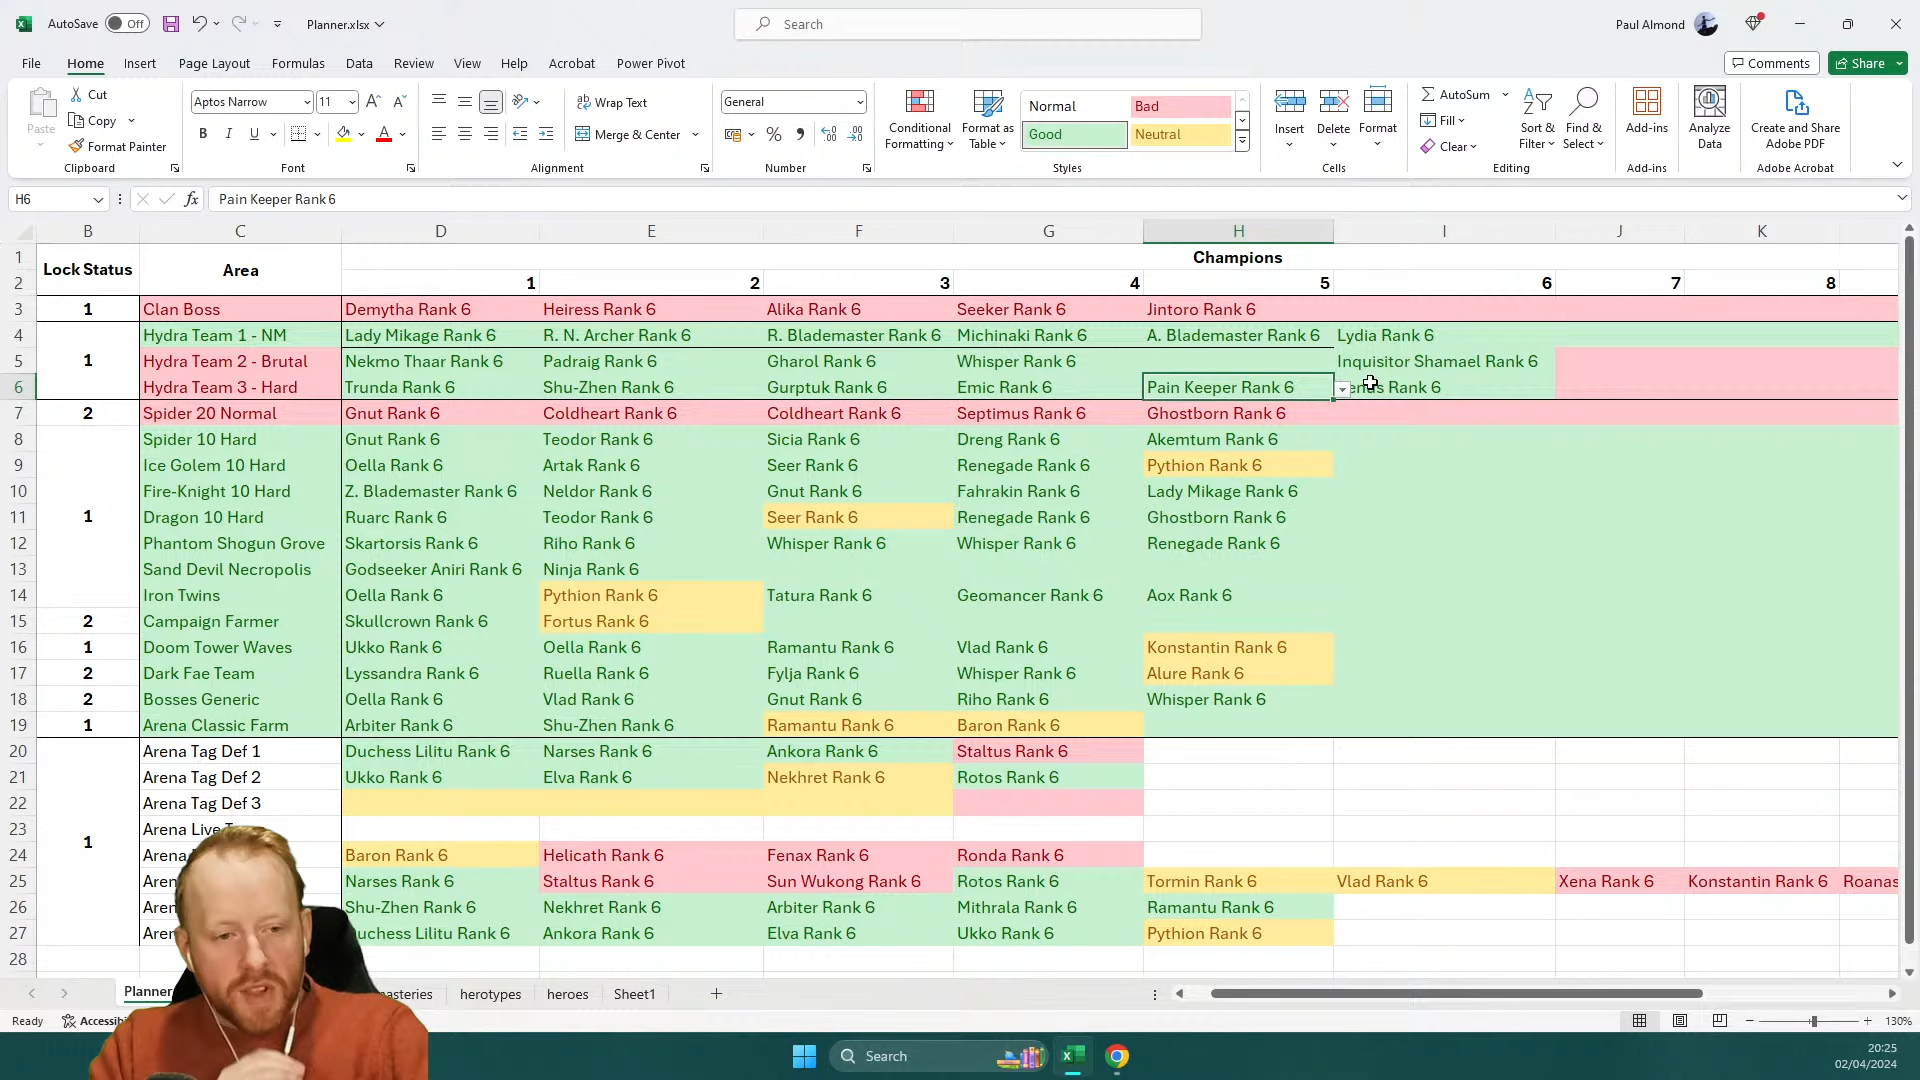 AutoSave Off Planner.xlsx Search Paul Almond
File Home Insert Page Layout Formulas Data Review View Help Acrobat Power Pivot Comments Share
Paste Cut Copy Format Painter Clipboard
Aptos Narrow 11 B I U A Font
Wrap Text Merge & Center Alignment
General % Number
Conditional Formatting Format as Table Normal Bad Good Neutral Styles
Insert Delete Format Cells
AutoSum Fill Clear Sort & Filter Find & Select Editing
Add-ins Add-ins
Analyze Data
Create and Share Adobe PDF Adobe Acrobat
H6 fx Pain Keeper Rank 6
B C D E F G H I J K
1 Lock Status Area Champions
2 1 2 3 4 5 6 7 8
3 1 Clan Boss Demytha Rank 6 Heiress Rank 6 Alika Rank 6 Seeker Rank 6 Jintoro Rank 6
4 Hydra Team 1 - NM Lady Mikage Rank 6 R. N. Archer Rank 6 R. Blademaster Rank 6 Michinaki Rank 6 A. Blademaster Rank 6 Lydia Rank 6
5 1 Hydra Team 2 - Brutal Nekmo Thaar Rank 6 Padraig Rank 6 Gharol Rank 6 Whisper Rank 6 Inquisitor Shamael Rank 6
6 Hydra Team 3 - Hard Trunda Rank 6 Shu-Zhen Rank 6 Gurptuk Rank 6 Emic Rank 6 Pain Keeper Rank 6 Rank 6
7 2 Spider 20 Normal Gnut Rank 6 Coldheart Rank 6 Coldheart Rank 6 Septimus Rank 6 Ghostborn Rank 6
8 Spider 10 Hard Gnut Rank 6 Teodor Rank 6 Sicia Rank 6 Dreng Rank 6 Akemtum Rank 6
9 Ice Golem 10 Hard Oella Rank 6 Artak Rank 6 Seer Rank 6 Renegade Rank 6 Pythion Rank 6
10 Fire-Knight 10 Hard Z. Blademaster Rank 6 Neldor Rank 6 Gnut Rank 6 Fahrakin Rank 6 Lady Mikage Rank 6
11 1 Dragon 10 Hard Ruarc Rank 6 Teodor Rank 6 Seer Rank 6 Renegade Rank 6 Ghostborn Rank 6
12 Phantom Shogun Grove Skartorsis Rank 6 Riho Rank 6 Whisper Rank 6 Whisper Rank 6 Renegade Rank 6
13 Sand Devil Necropolis Godseeker Aniri Rank 6 Ninja Rank 6
14 Iron Twins Oella Rank 6 Pythion Rank 6 Tatura Rank 6 Geomancer Rank 6 Aox Rank 6
15 2 Campaign Farmer Skullcrown Rank 6 Fortus Rank 6
16 1 Doom Tower Waves Ukko Rank 6 Oella Rank 6 Ramantu Rank 6 Vlad Rank 6 Konstantin Rank 6
17 2 Dark Fae Team Lyssandra Rank 6 Ruella Rank 6 Fylja Rank 6 Whisper Rank 6 Alure Rank 6
18 2 Bosses Generic Oella Rank 6 Vlad Rank 6 Gnut Rank 6 Riho Rank 6 Whisper Rank 6
19 1 Arena Classic Farm Arbiter Rank 6 Shu-Zhen Rank 6 Ramantu Rank 6 Baron Rank 6
20 Arena Tag Def 1 Duchess Lilitu Rank 6 Narses Rank 6 Ankora Rank 6 Staltus Rank 6
21 Arena Tag Def 2 Ukko Rank 6 Elva Rank 6 Nekhret Rank 6 Rotos Rank 6
22 Arena Tag Def 3
23 1 Arena Live
24 Arena Baron Rank 6 Helicath Rank 6 Fenax Rank 6 Ronda Rank 6
25 Aren Narses Rank 6 Staltus Rank 6 Sun Wukong Rank 6 Rotos Rank 6 Tormin Rank 6 Vlad Rank 6 Xena Rank 6 Konstantin Rank 6 Roanas
26 Aren Shu-Zhen Rank 6 Nekhret Rank 6 Arbiter Rank 6 Mithrala Rank 6 Ramantu Rank 6
27 Aren uchess Lilitu Rank 6 Ankora Rank 6 Elva Rank 6 Ukko Rank 6 Pythion Rank 6
28
Planner asteries herotypes heroes Sheet1
Ready Accessib 130%
Search
20:25
02/04/2024